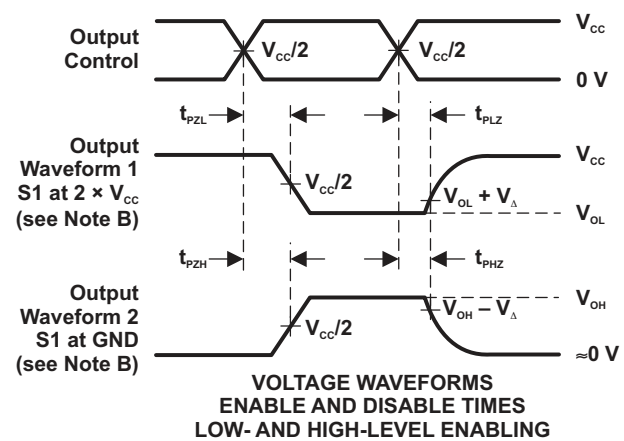 Output
Control
V_CC/2
V_CC/2
V_CC
0 V
t_PZL
t_PLZ
Output
Waveform 1
S1 at 2 × V_CC
(see Note B)
V_CC/2
V_CC
V_OL + V_Δ
V_OL
t_PZH
t_PHZ
Output
Waveform 2
S1 at GND
(see Note B)
V_CC/2
V_OH
V_OH – V_Δ
≈0 V
VOLTAGE WAVEFORMS
ENABLE AND DISABLE TIMES
LOW- AND HIGH-LEVEL ENABLING